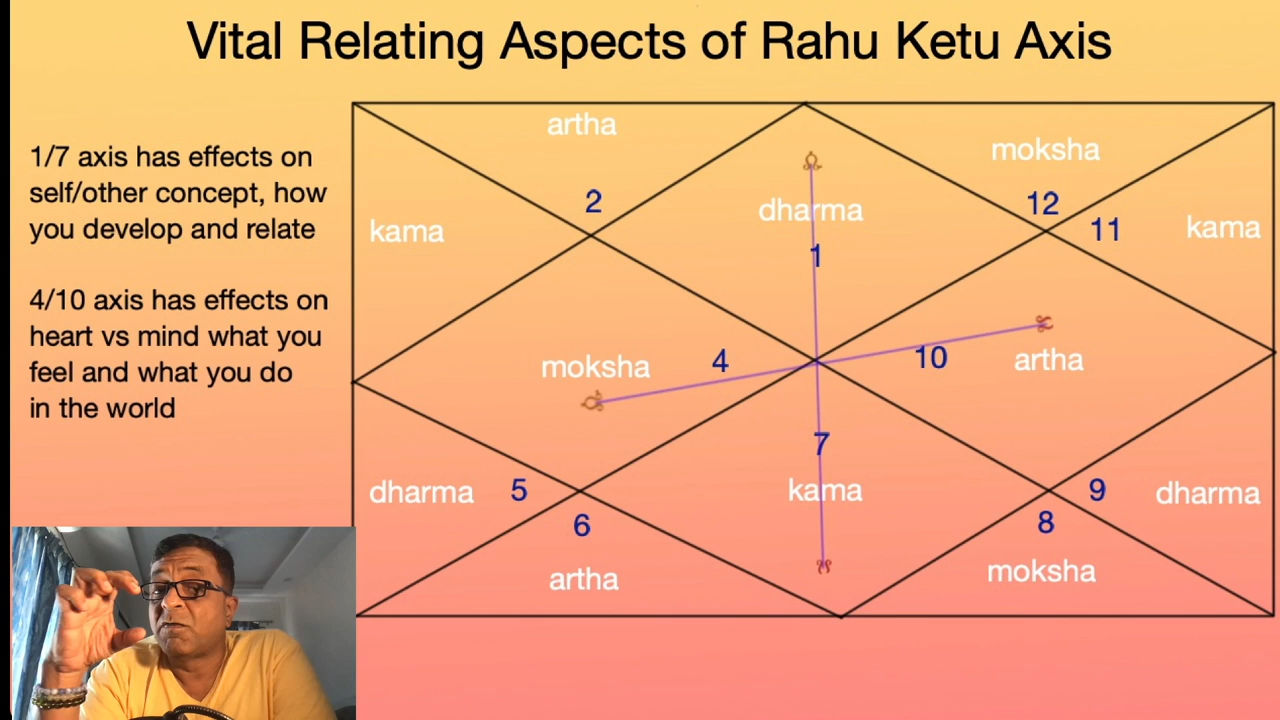 Vital Relating Aspects of Rahu Ketu Axis
1/7 axis has effects on
self/other concept, how
you develop and relate
4/10 axis has effects on
heart vs mind what you
feel and what you do
in the world
artha
2
kama
dharma
1
moksha
12
11
kama
moksha
4
10
artha
7
kama
dharma
5
6
artha
9
dharma
8
moksha